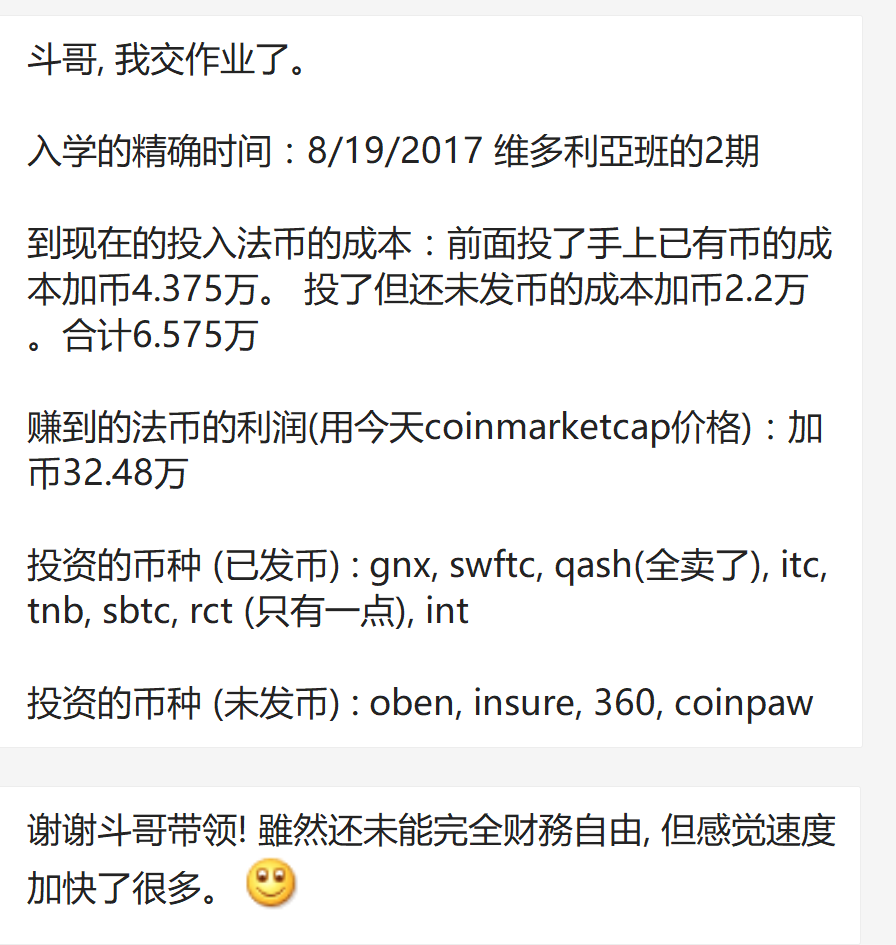 斗哥, 我交作业了。
入学的精确时间：8/19/2017 维多利亞班的2期
到现在的投入法币的成本：前面投了手上已有币的成
本加币4.375万。 投了但还未发币的成本加币2.2万
。合计6.575万
赚到的法币的利润(用今天coinmarketcap价格)：加
币32.48万
投资的币种 (已发币)：gnx, swftc, qash(全卖了), itc,
tnb, sbtc, rct (只有一点), int
投资的币种 (未发币)：oben, insure, 360, coinpaw
谢谢斗哥带领! 雖然还未能完全财務自由, 但感觉速度
加快了很多。